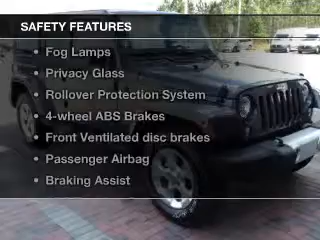 SAFETY FEATURES
• Fog Lamps
• Privacy Glass
• Rollover Protection System
• 4-wheel ABS Brakes
• Front Ventilated disc brakes
• Passenger Airbag
• Braking Assist